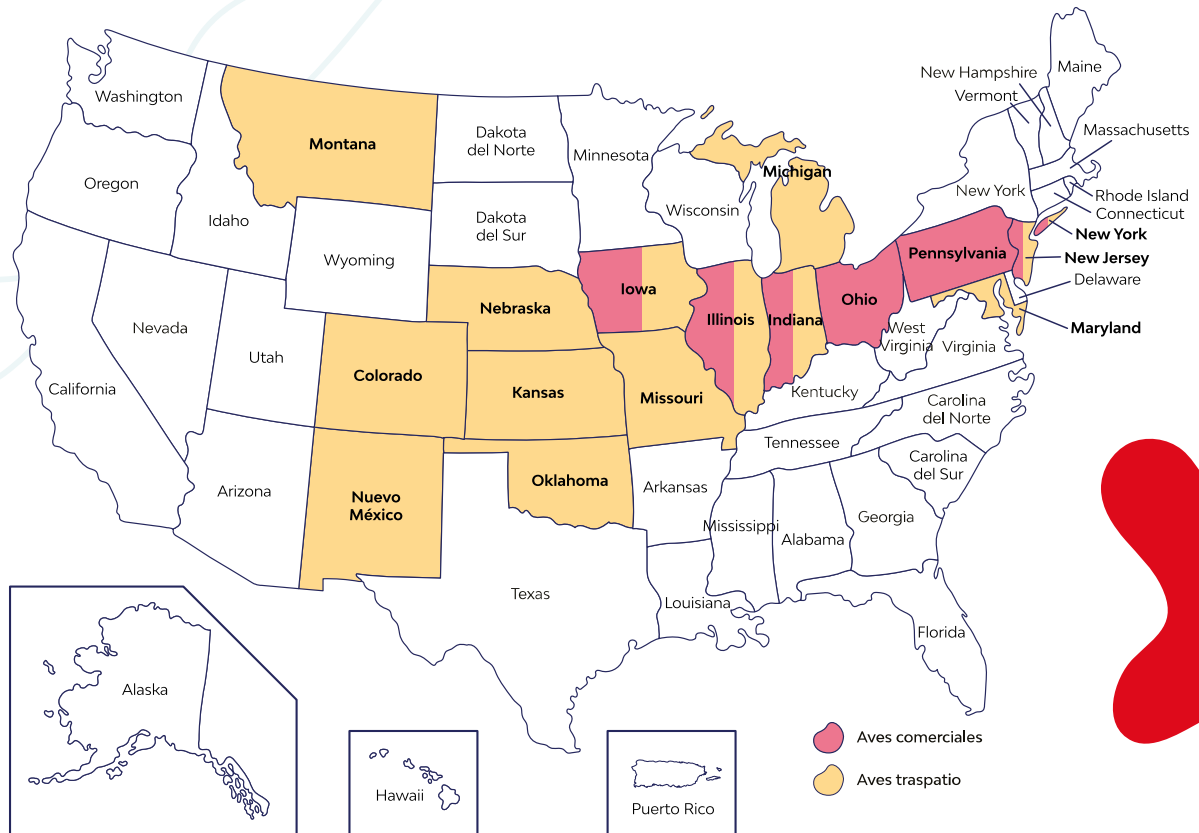 Washington
Montana
Dakota
del Norte
Minnesota
New Hampshire
Vermont
Maine
Massachusetts
Oregon
Idaho
Dakota
del Sur
Wisconsin
Michigan
New York
Rhode Island
Connecticut
New York
Wyoming
Pennsylvania
New Jersey
Delaware
Iowa
Nebraska
Illinois
Indiana
Ohio
Maryland
Nevada
Utah
Colorado
Kansas
Missouri
West
Virginia
Virginia
California
Kentucky
Carolina
del Norte
Tennessee
Carolina
del Sur
Arizona
Nuevo
México
Oklahoma
Arkansas
Mississippi
Alabama
Georgia
Texas
Louisiana
Florida
Alaska
Hawaii
Puerto Rico
Aves comerciales
Aves traspatio